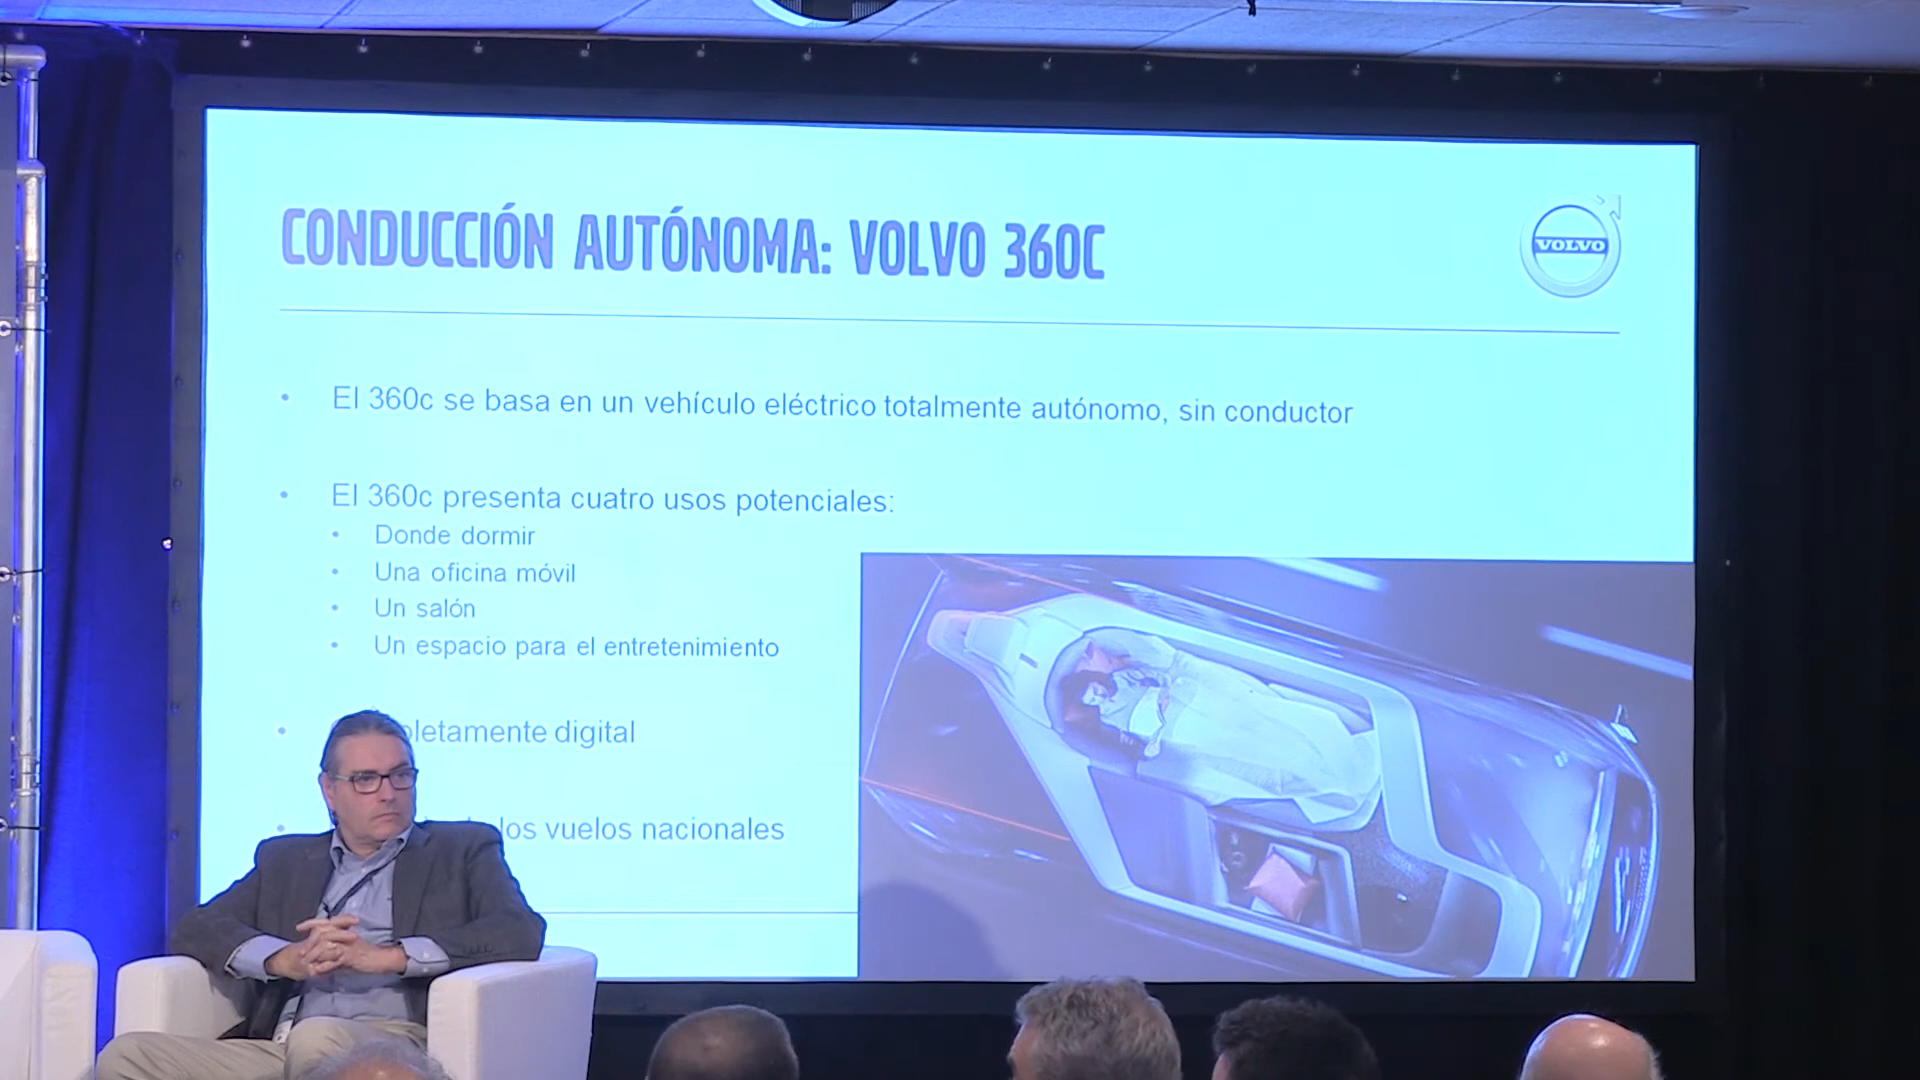 CONDUCCIÓN AUTÓNOMA: VOLVO 360C
VOLVO
• El 360c se basa en un vehículo eléctrico totalmente autónomo, sin conductor
• El 360c presenta cuatro usos potenciales:
• Donde dormir
• Una oficina móvil
• Un salón
• Un espacio para el entretenimiento
• digital
• los vuelos nacionales